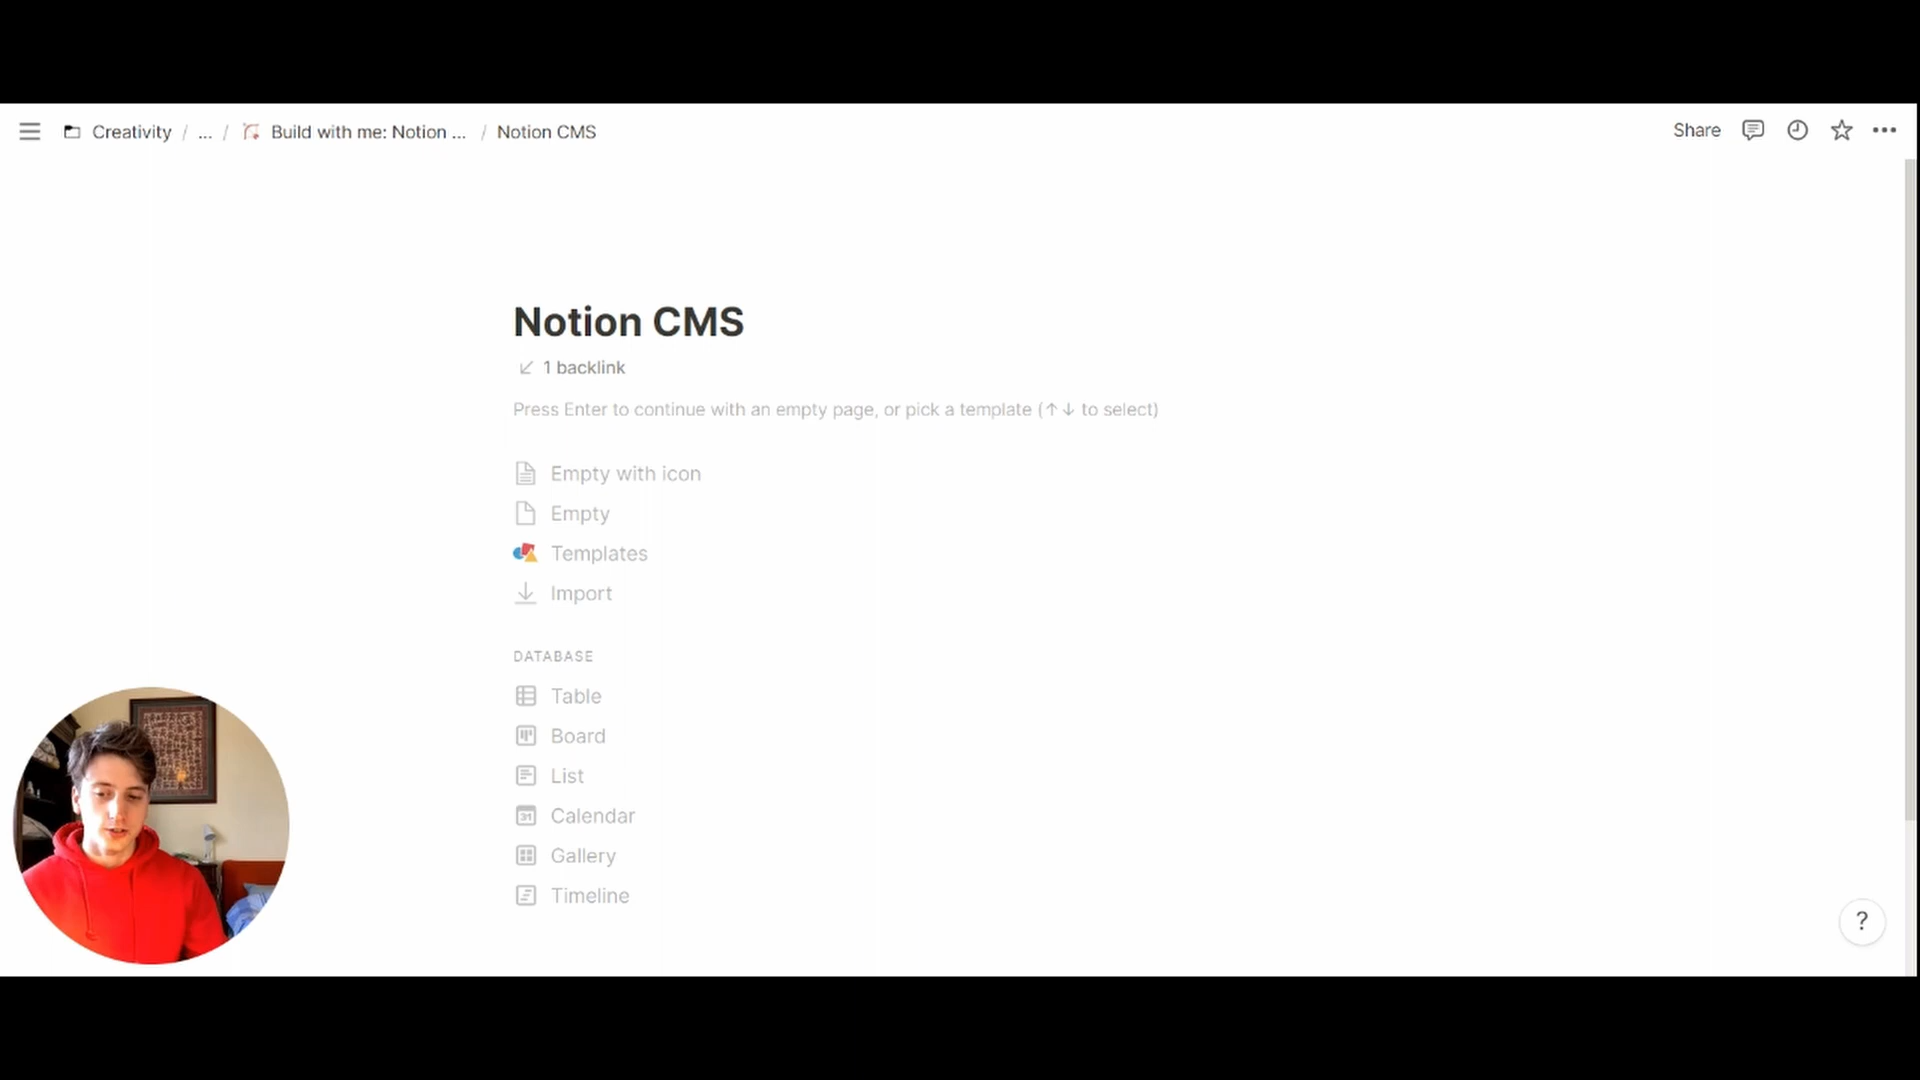 Creativity / ... / Build with me: Notion ... / Notion CMS
Share
Notion CMS
1 backlink
Press Enter to continue with an empty page, or pick a template (↑↓ to select)
Empty with icon
Empty
Templates
Import
DATABASE
Table
Board
List
31 Calendar
Gallery
Timeline
?